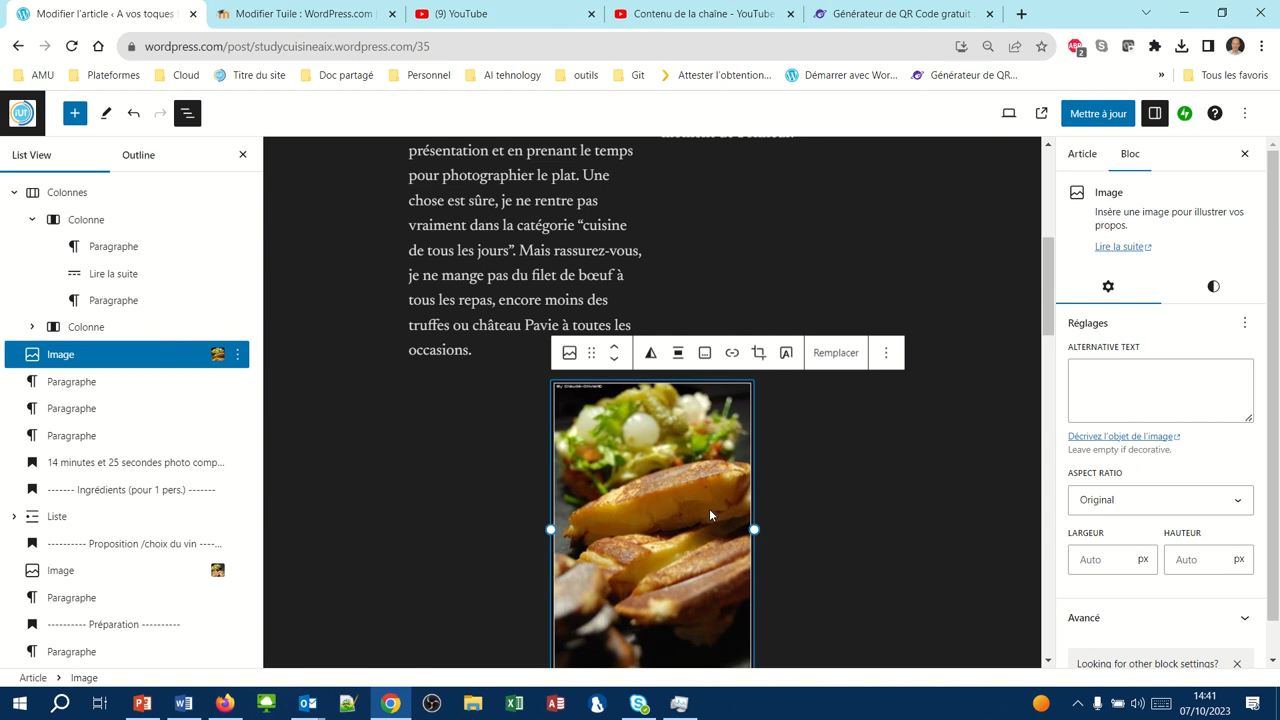 Modifier l'article ‹ A vos toques
Modifier Tuile : WordPress.com
(9) YouTube
Contenu de la chaîne - YouTube
Générateur de QR Code gratuit :
wordpress.com/post/studycuisineaix.wordpress.com/35
AMU
Plateformes
Cloud
Titre du site
Doc partagé
Personnel
AI tehnology
outils
Git
Attester l'obtention...
Démarrer avec Wor...
Générateur de QR...
»
Tous les favoris
Mettre à jour
List View
Outline
Colonnes
Colonne
Paragraphe
Lire la suite
Paragraphe
Colonne
Image
Paragraphe
Paragraphe
Paragraphe
14 minutes et 25 secondes photo comp...
------- Ingrédients (pour 1 pers.) -------
Liste
---------- Proposition /choix du vin ----...
Image
Paragraphe
---------- Préparation ----------
Paragraphe
présentation et en prenant le temps
pour photographier le plat. Une
chose est sûre, je ne rentre pas
vraiment dans la catégorie “cuisine
de tous les jours”. Mais rassurez-vous,
je ne mange pas du filet de bœuf à
tous les repas, encore moins des
truffes ou château Pavie à toutes les
occasions.
Remplacer
Article
Bloc
Image
Insère une image pour illustrer vos
propos.
Lire la suite
Réglages
ALTERNATIVE TEXT
Décrivez l'objet de l'image
Leave empty if decorative.
ASPECT RATIO
Original
LARGEUR
HAUTEUR
Auto px
Auto px
Avancé
Looking for other block settings?
Article
Image
14:41
07/10/2023